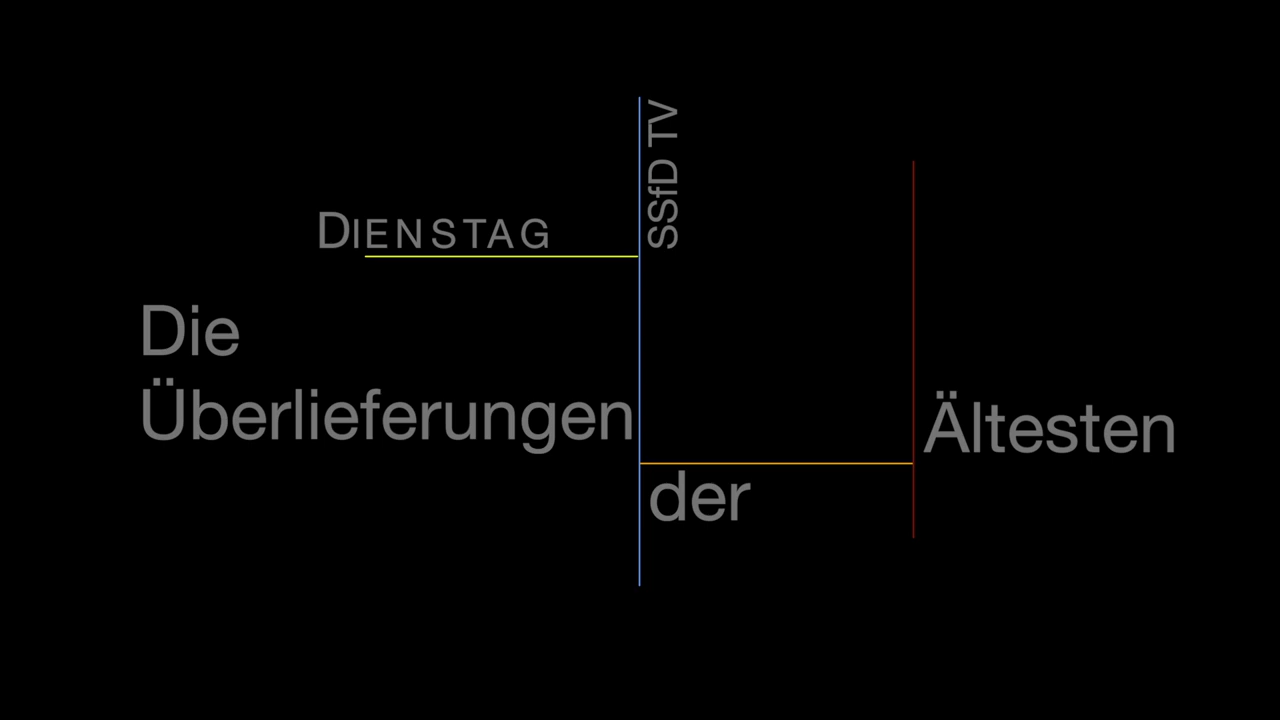 SSfD TV
DIENSTAG
Die
Überlieferungen
der
Ältesten